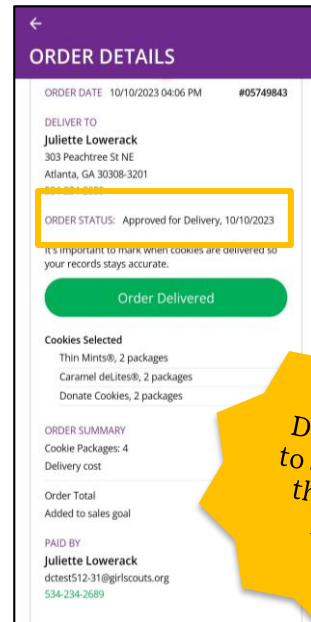 ORDER DETAILS
ORDER DATE 10/10/2023 04:06 PM #05749843
DELIVER TO
Juliette Lowerack
303 Peachtree St NE
Atlanta, GA 30308-3201
ORDER STATUS: Approved for Delivery, 10/10/2023
It's important to mark when cookies are delivered so
your records stays accurate.
Order Delivered
Cookies Selected
Thin Mints®, 2 packages
Caramel deLites®, 2 packages
Donate Cookies, 2 packages
ORDER SUMMARY
Cookie Packages: 4
Delivery cost
Order Total
Added to sales goal
PAID BY
Juliette Lowerack
dctest512-31@girlscouts.org
534-234-2689
D
to
th